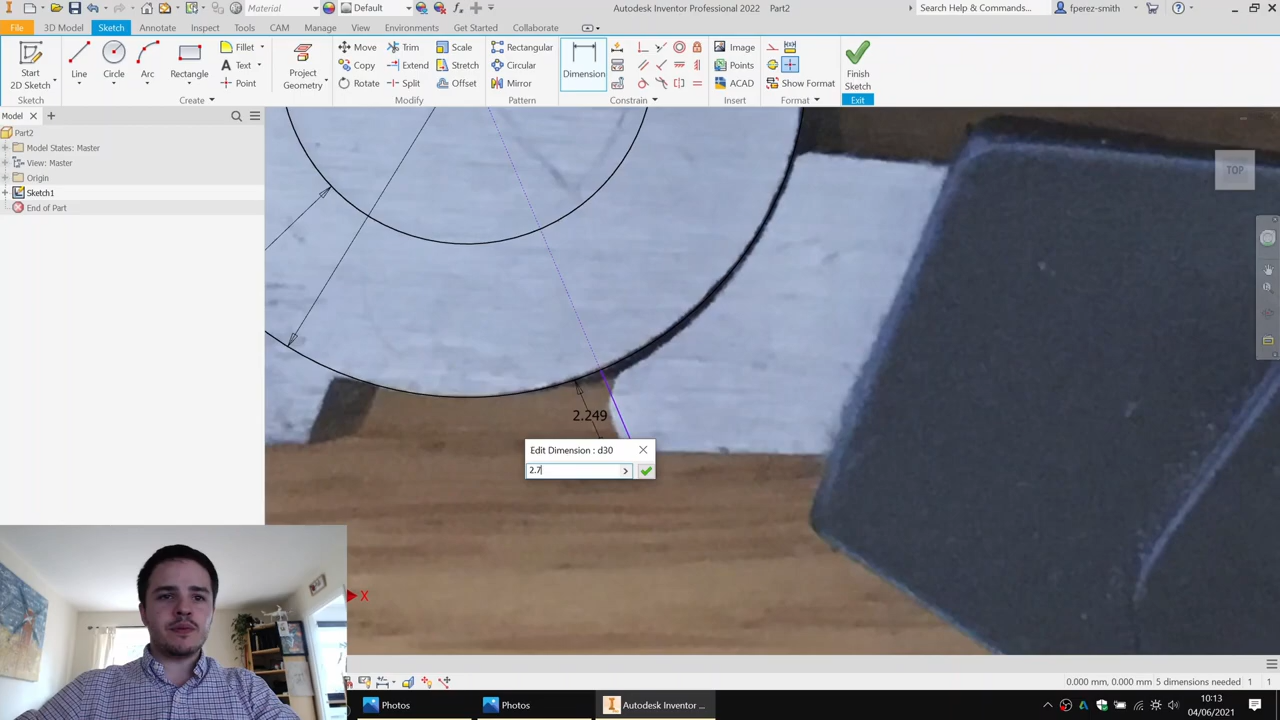 Material
Default
Autodesk Inventor Professional 2022 Part2
Search Help & Commands...
fperez-smith
File 3D Model Sketch Annotate Inspect Tools CAM Manage View Environments Get Started Collaborate
Start
2D Sketch
Line
Circle
Arc
Rectangle
Fillet
Text
Point
Project
Geometry
Move
Copy
Rotate
Trim
Extend
Split
Scale
Stretch
Offset
Rectangular
Circular
Mirror
Dimension
Image
Points
ACAD
Show Format
Finish
Sketch
Sketch Create Modify Pattern Constrain Insert Format Exit
Model
Part2
Model States: Master
View: Master
Origin
Sketch1
End of Part
TOP
2.249
Edit Dimension : d30
2.7
X
0.000 mm, 0.000 mm 5 dimensions needed 1 1
Photos
Photos
Autodesk Inventor ...
10:13
04/06/2021